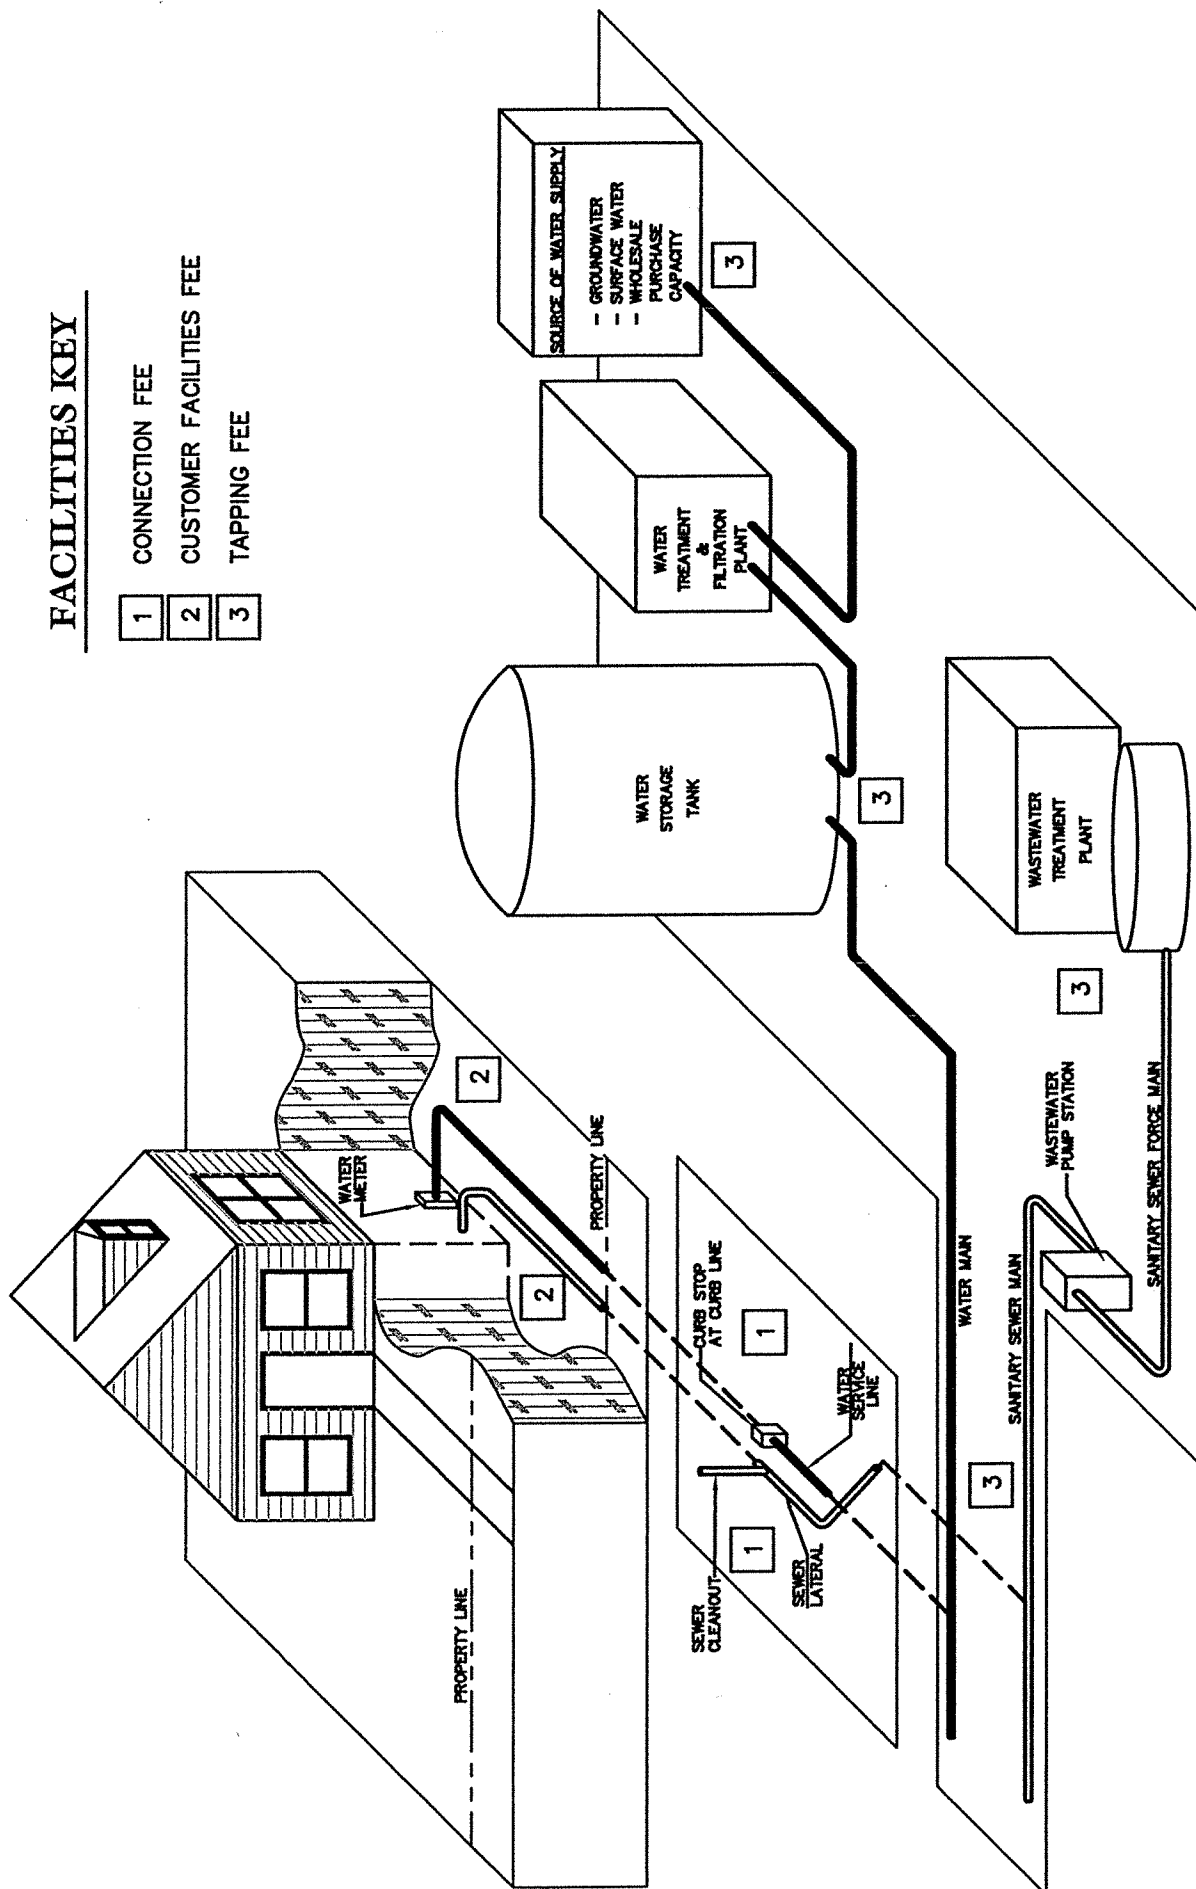 FACILITIES KEY
1 CONNECTION FEE
2 CUSTOMER FACILITIES FEE
3 TAPPING FEE
SOURCE OF WATER SUPPLY
- GROUNDWATER
- SURFACE WATER
- WHOLESALE
PURCHASE
CAPACITY
3
WATER
TREATMENT
&
FILTRATION
PLANT
WATER
STORAGE
TANK
3
WASTEWATER
TREATMENT
PLANT
3
WATER
METER
2
2
PROPERTY LINE
PROPERTY LINE
CURB STOP
AT CURB LINE
1
WATER
SERVICE
LINE
1
SEWER
CLEANOUT
SEWER
LATERAL
WATER MAIN
3
SANITARY SEWER MAIN
WASTEWATER
PUMP STATION
SANITARY SEWER FORCE MAIN